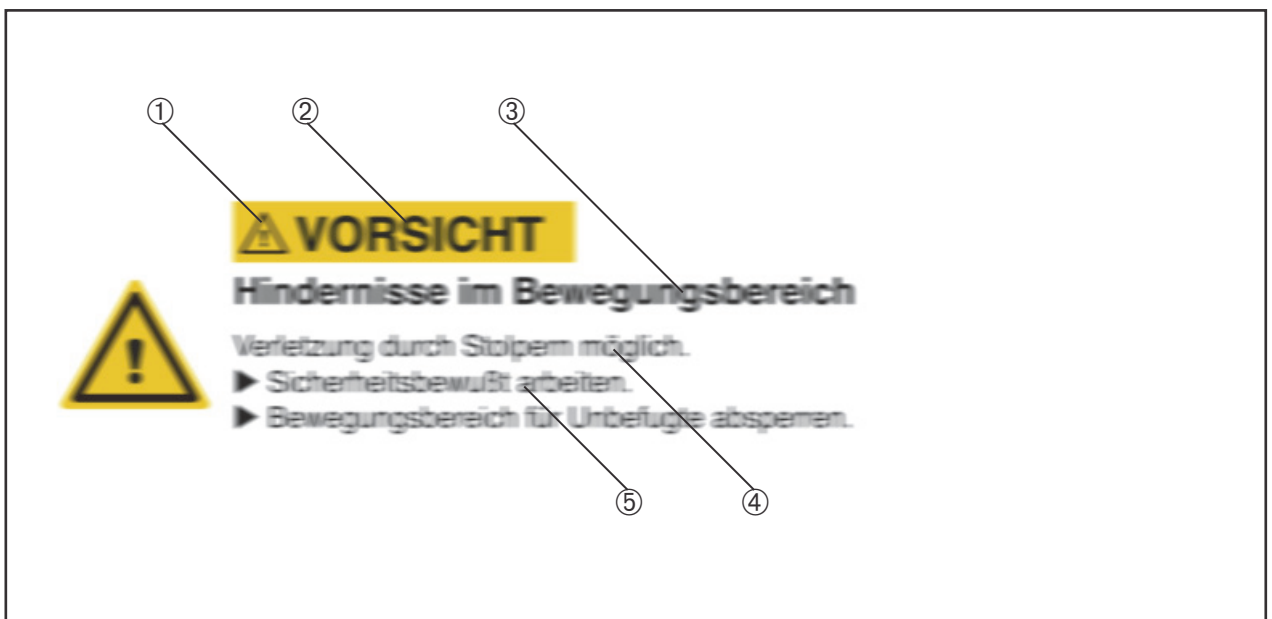 ① ② ③
VORSICHT
Hindernisse im Bewegungsbereich
Verletzung durch Stolpern möglich.
▶ Sicherheitsbewußt arbeiten.
▶ Bewegungsbereich für Unbefugte absperren.
⑤ ④